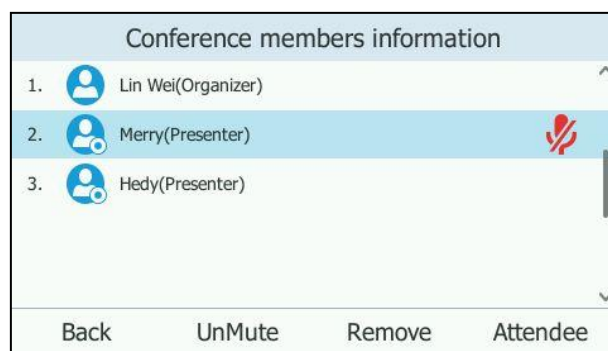 Conference members information
1. Lin Wei(Organizer)
2. Merry(Presenter)
3. Hedy(Presenter)
Back UnMute Remove Attendee